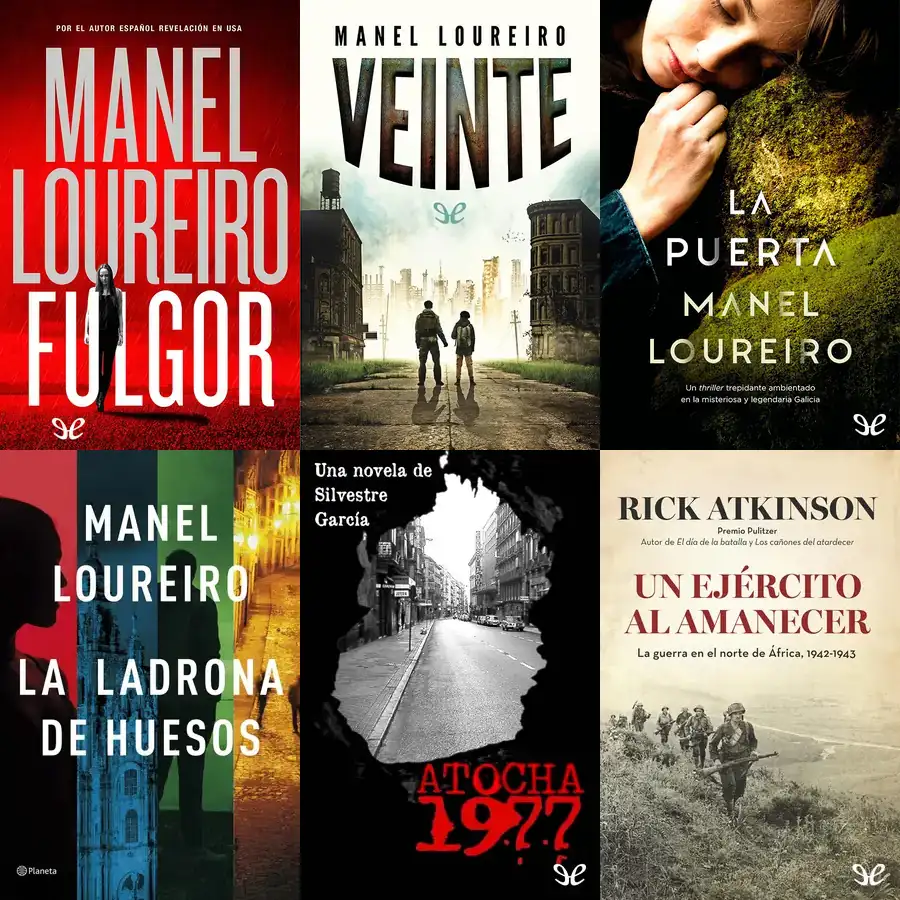 POR EL AUTOR ESPAÑOL REVELACIÓN EN USA
MANEL
LOUREIRO
FULGOR
MANEL LOUREIRO
VEINTE
LA
PUERTA
MANEL
LOUREIRO
Un thriller trepidante ambientado
en la misteriosa y legendaria Galicia
MANEL
LOUREIRO
LA LADRONA
DE HUESOS
Planeta
Una novela de
Silvestre
García
ATOCHA
1977
RICK ATKINSON
Premio Pulitzer
Autor de El día de la batalla y Los cañones del atardecer
UN EJÉRCITO
AL AMANECER
La guerra en el norte de África, 1942-1943